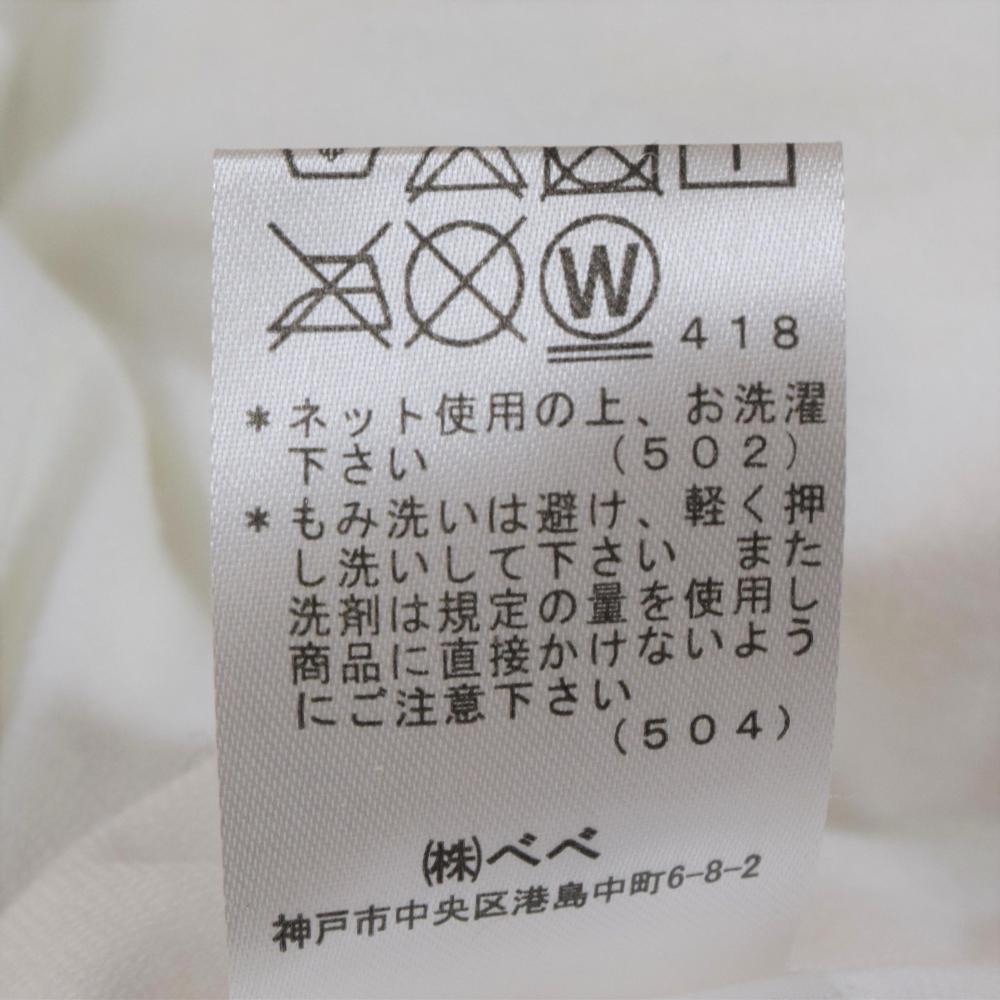 W 418
*ネット使用の上、お洗濯
下さい (502)
*もみ洗いは避け、軽く押
し洗いして下さい また
洗剤は規定の量を使用し
商品に直接かけないよう
にご注意下さい
(504)
㈱べべ
神戸市中央区港島中町6-8-2